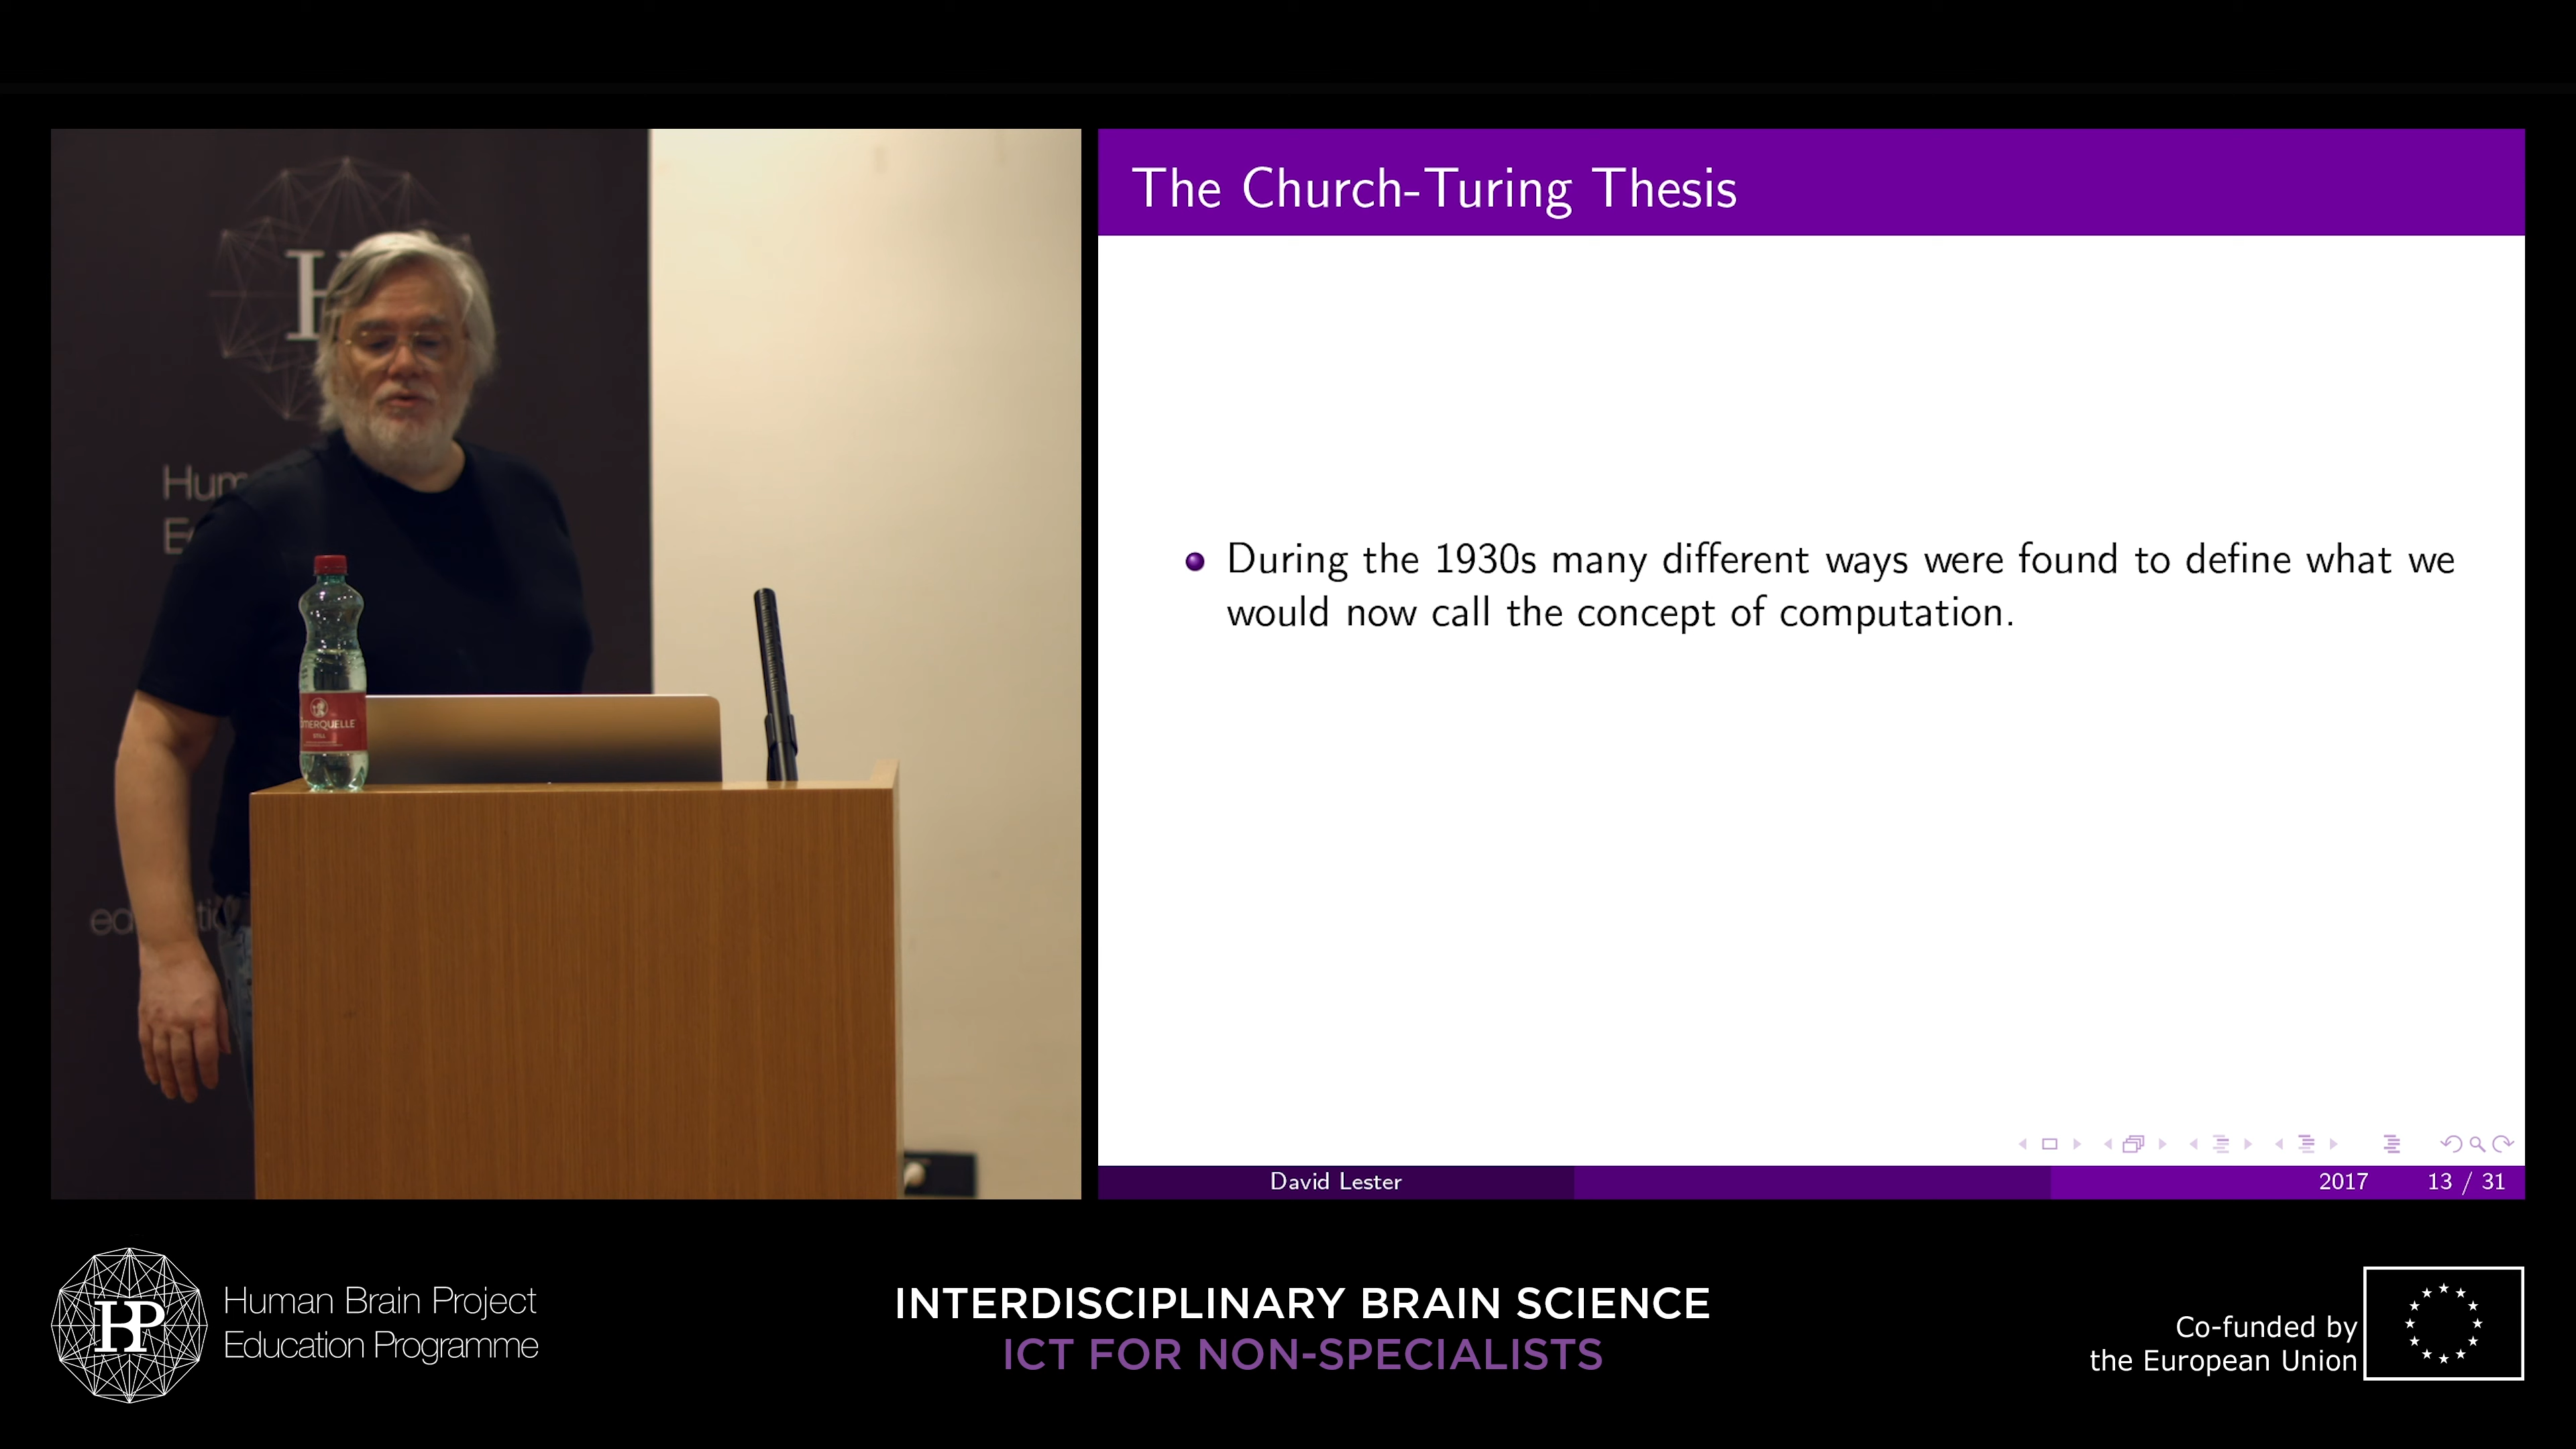 The Church-Turing Thesis
During the 1930s many different ways were found to define what we
would now call the concept of computation.
David Lester
2017
13 / 31
STILL
Human Brain Project
Education Programme
INTERDISCIPLINARY BRAIN SCIENCE
ICT FOR NON-SPECIALISTS
Co-funded by
the European Union